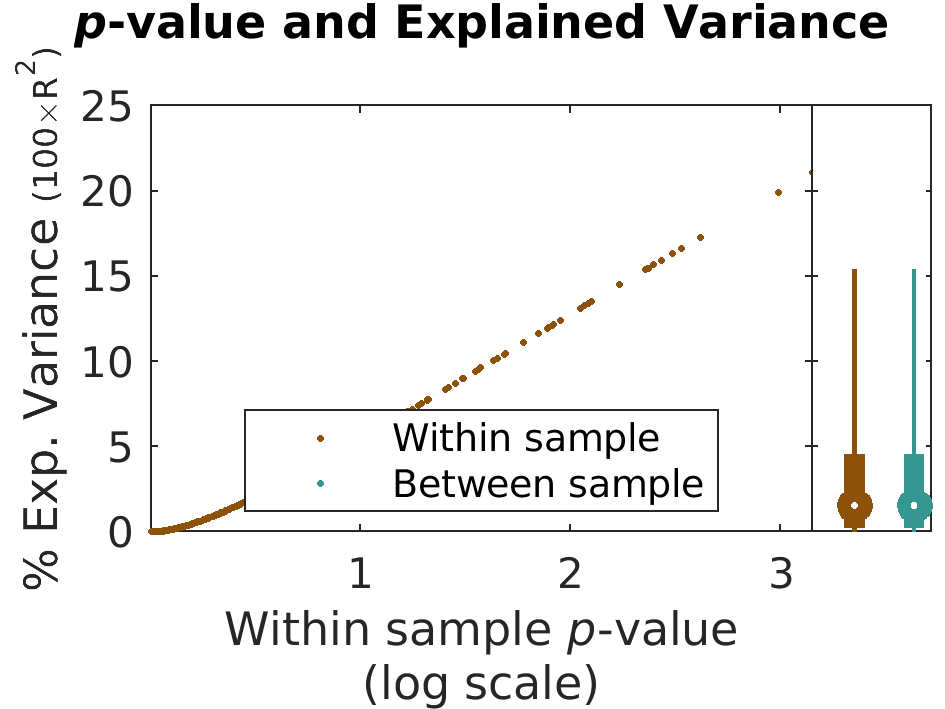 p-value and Explained Variance
% Exp. Variance (100×R²)
25
20
15
10
5
0
Within sample
Between sample
1 2 3
Within sample p-value
(log scale)